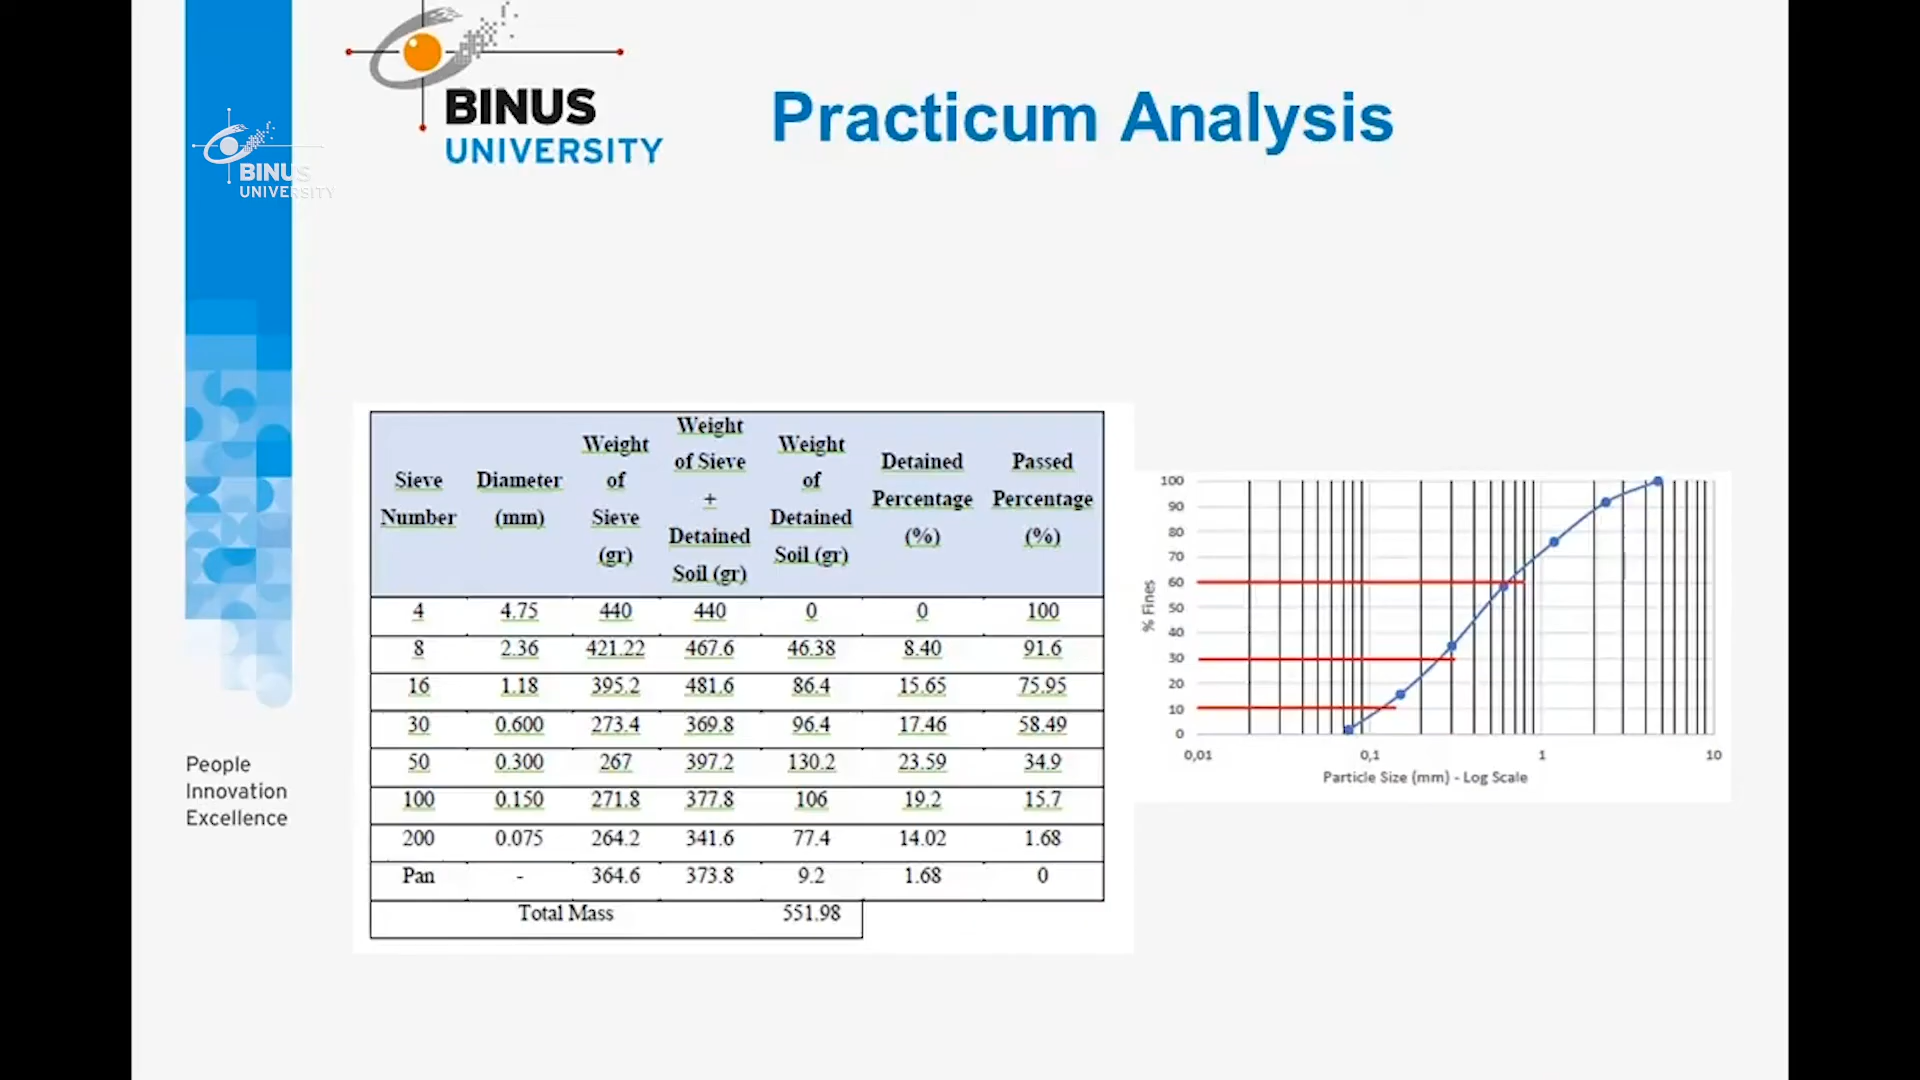 BINUS
UNIVERSITY
Practicum Analysis
BINUS
UNIVERSITY
People
Innovation
Excellence
Sieve Number Diameter (mm) Weight of Sieve (gr) Weight of Sieve + Detained Soil (gr) Weight of Detained Soil (gr) Detained Percentage (%) Passed Percentage (%)
4 4.75 440 440 0 0 100
8 2.36 421.22 467.6 46.38 8.40 91.6
16 1.18 395.2 481.6 86.4 15.65 75.95
30 0.600 273.4 369.8 96.4 17.46 58.49
50 0.300 267 397.2 130.2 23.59 34.9
100 0.150 271.8 377.8 106 19.2 15.7
200 0.075 264.2 341.6 77.4 14.02 1.68
Pan - 364.6 373.8 9.2 1.68 0
Total Mass 551.98
% Fines
100
90
80
70
60
50
40
30
20
10
0
0,01 0,1 1 10
Particle Size (mm) - Log Scale